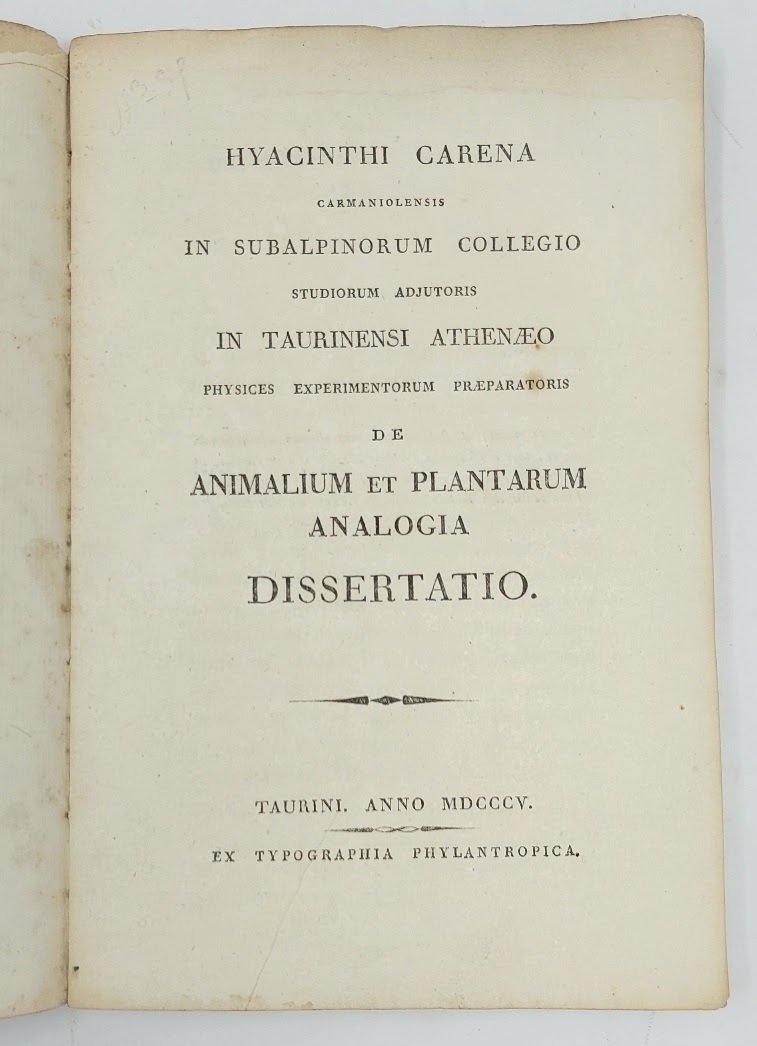 HYACINTHI CARENA
CARMANIOLENSIS
IN SUBALPINORUM COLLEGIO
STUDIORUM ADJUTORIS
IN TAURINENSI ATHENÆO
PHYSICES EXPERIMENTORUM PRÆPARATORIS
DE
ANIMALIUM ET PLANTARUM
ANALOGIA
DISSERTATIO.
TAURINI. ANNO MDCCCV.
EX TYPOGRAPHIA PHYLANTROPICA.